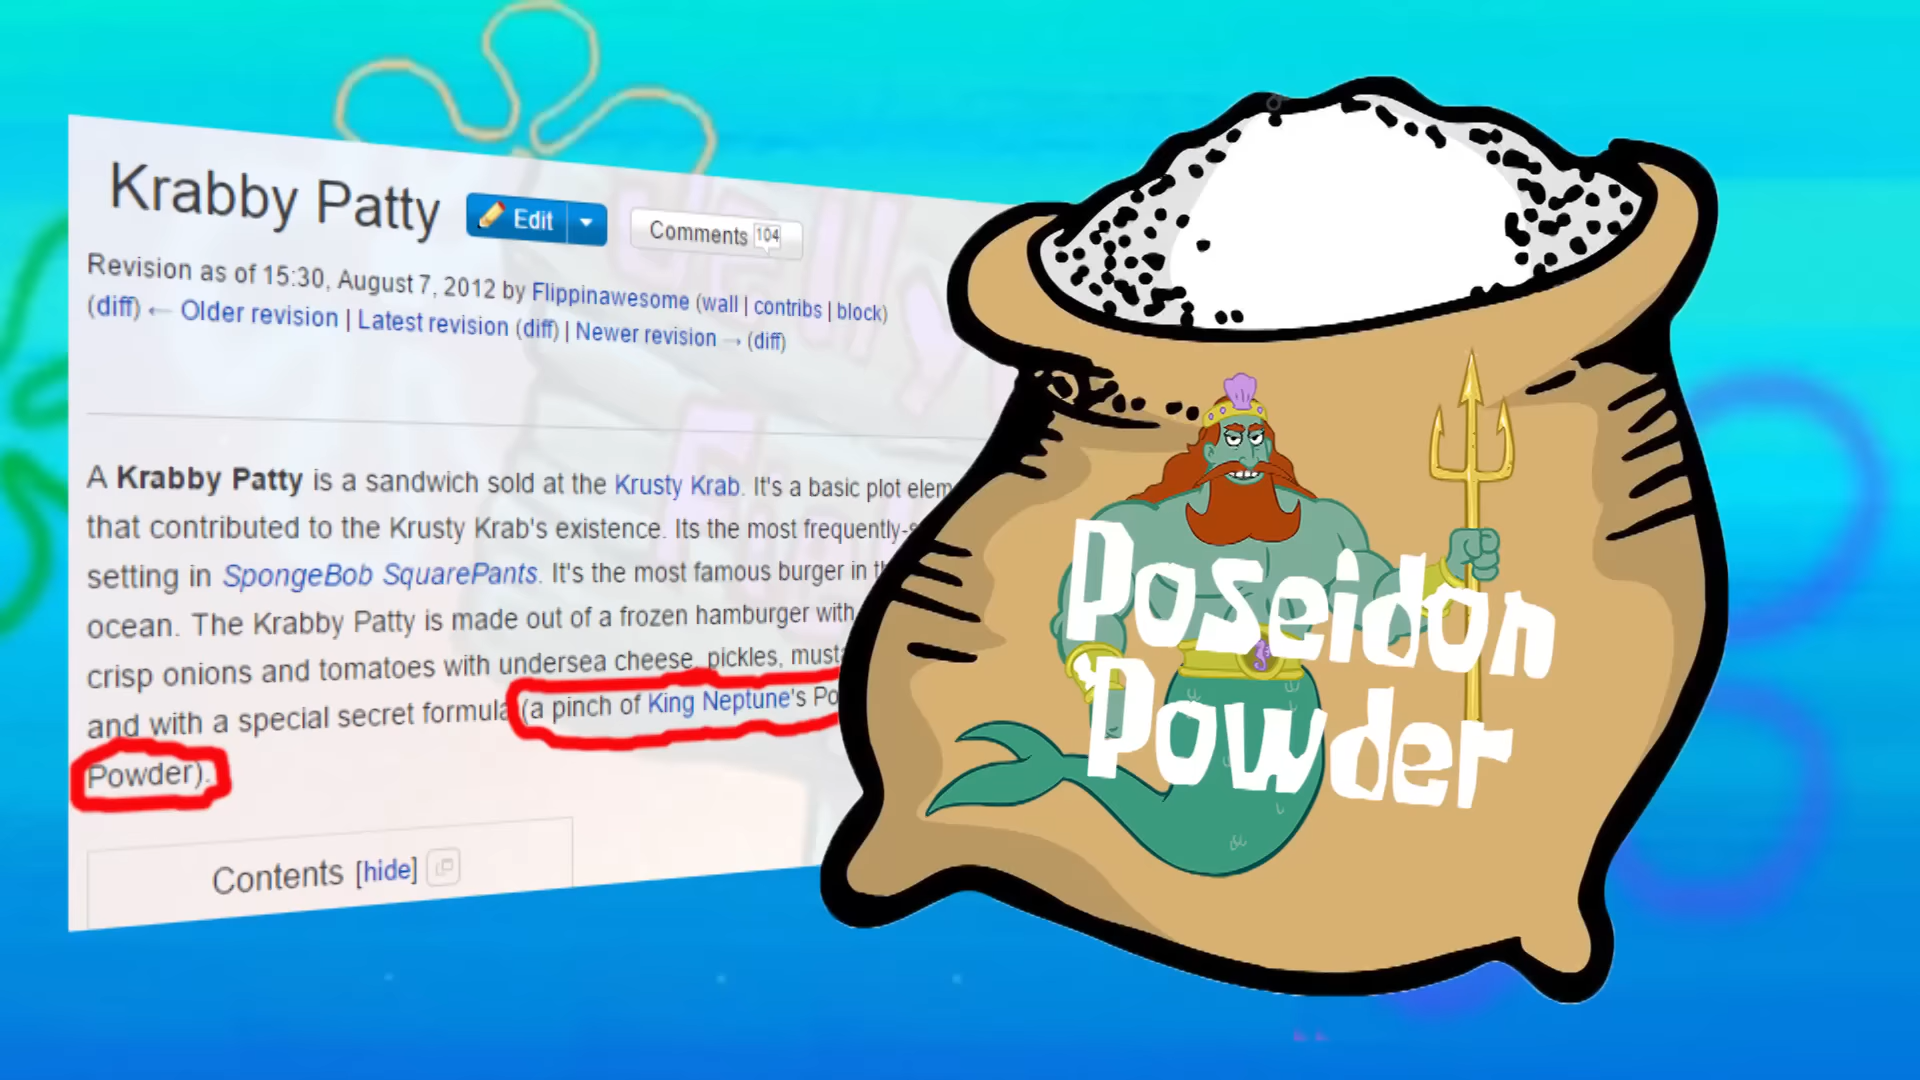 Krabby Patty Edit Comments 104
Revision as of 15:30, August 7, 2012 by Flippinawesome (wall | contribs | block)
(diff) ← Older revision | Latest revision (diff) | Newer revision → (diff)
A Krabby Patty is a sandwich sold at the Krusty Krab. It's a basic plot elem
that contributed to the Krusty Krab's existence. Its the most frequently-
setting in SpongeBob SquarePants. It's the most famous burger in
ocean. The Krabby Patty is made out of a frozen hamburger with
crisp onions and tomatoes with undersea cheese, pickles, must
and with a special secret formula (a pinch of King Neptune's Po
Powder).
Contents [hide]
Poseidon
Powder